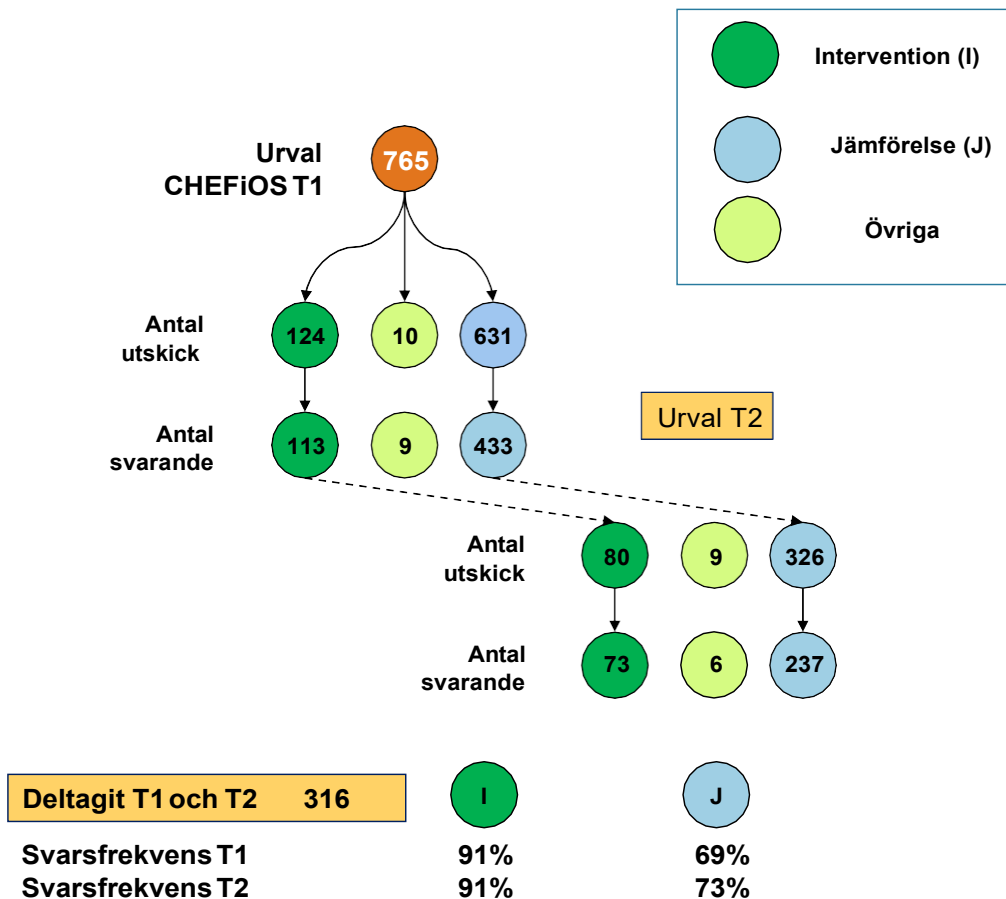 Intervention (I)
Jämförelse (J)
Övriga
Urval
CHEFiOS T1
765
Antal
utskick
124
10
631
Antal
svarande
113
9
433
Urval T2
Antal
utskick
80
9
326
Antal
svarande
73
6
237
Deltagit T1 och T2 316
I
J
Svarsfrekvens T1 91% 69%
Svarsfrekvens T2 91% 73%